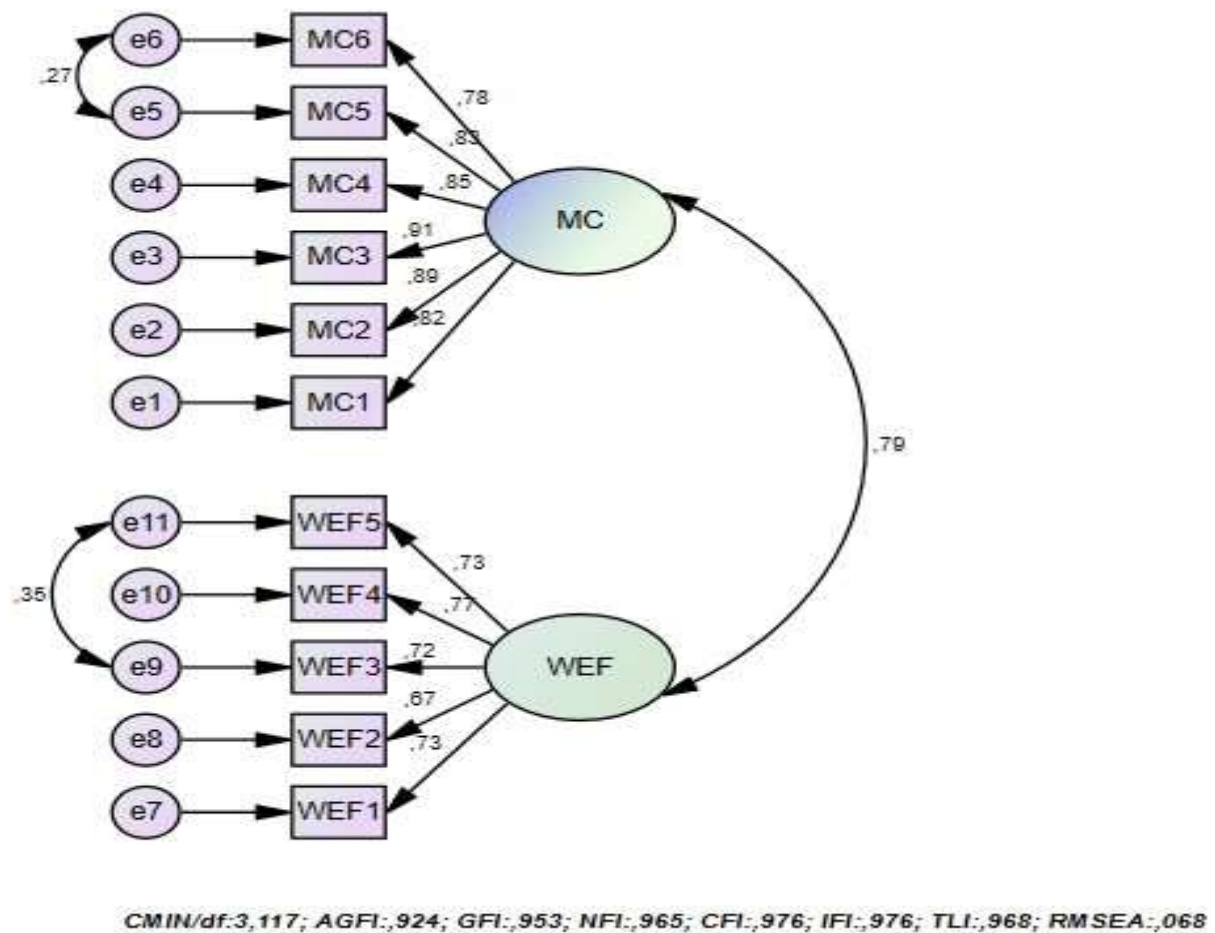 e6 MC6
,27
e5 MC5
,78
,83
e4 MC4
,85
MC
e3 MC3
,91
,89
e2 MC2
,82
e1 MC1
,79
e11 WEF5
,73
,35
e10 WEF4
,77
e9 WEF3
,72
WEF
,67
e8 WEF2
,73
e7 WEF1
CMIN/df:3,117; AGFI:,924; GFI:,953; NFI:,965; CFI:,976; IFI:,976; TLI:,968; RMSEA:,068